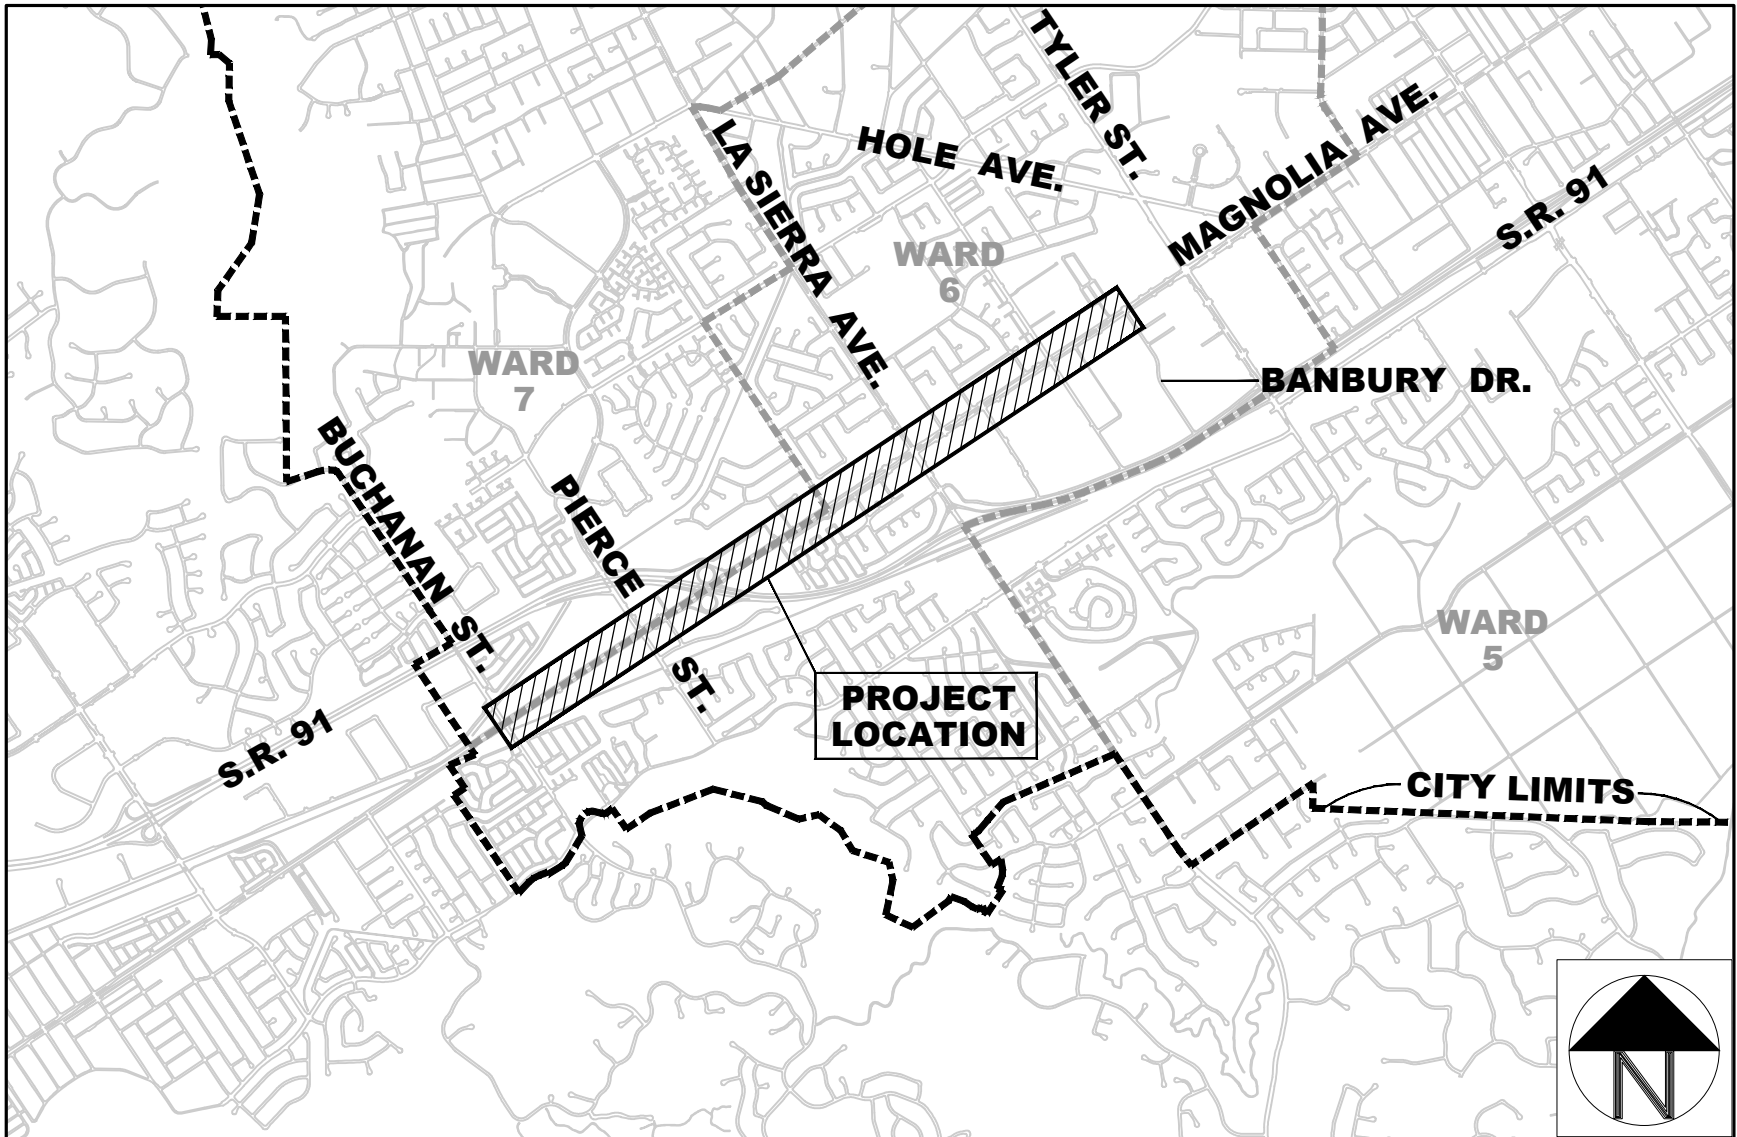 TYLER ST.
HOLE AVE.
LA SIERRA AVE.
MAGNOLIA AVE.
S.R. 91
WARD
6
WARD
7
BANBURY DR.
BUCHANAN ST.
PIERCE ST.
WARD
5
PROJECT
LOCATION
S.R. 91
CITY LIMITS
N